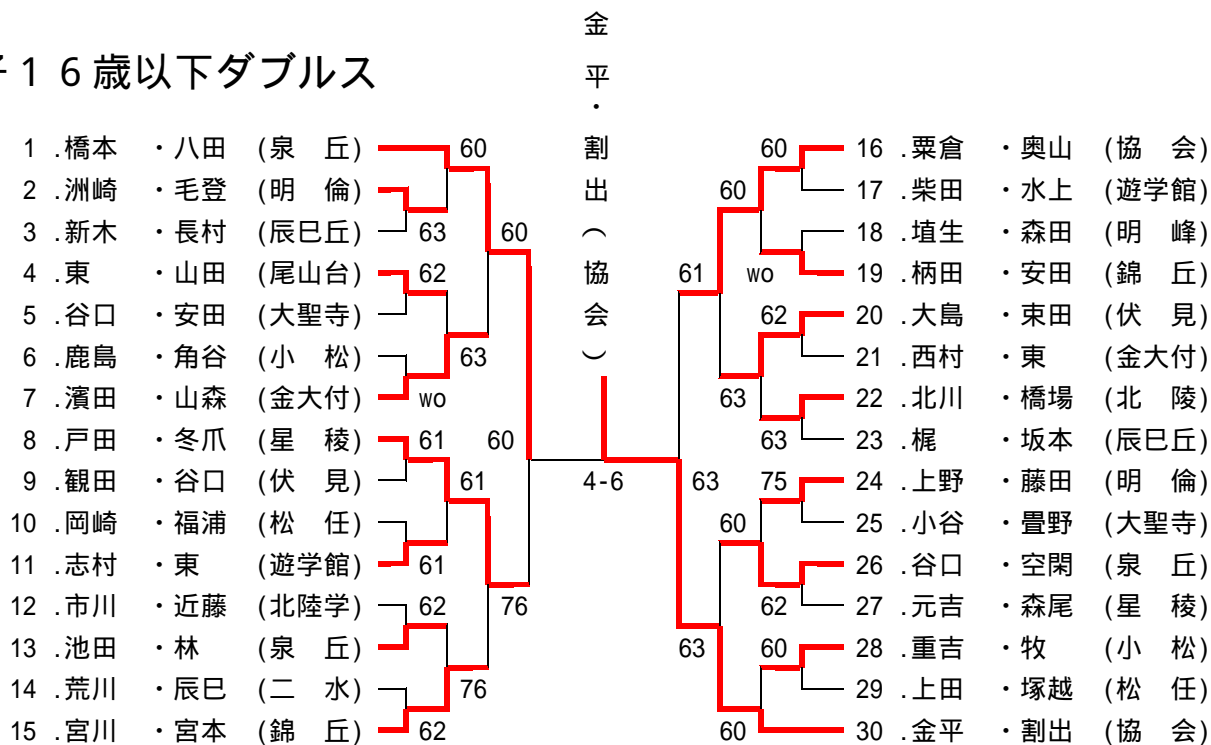 金平・割出（協会）
１６歳以下ダブルス
1 .橋本 ・八田 (泉 丘) 60
2 .洲崎 ・毛登 (明 倫)
3 .新木 ・長村 (辰巳丘) 63 60
4 .東 ・山田 (尾山台) 62
5 .谷口 ・安田 (大聖寺)
6 .鹿島 ・角谷 (小 松) 63
7 .濱田 ・山森 (金大付) wo
8 .戸田 ・冬爪 (星 稜) 61 60
9 .観田 ・谷口 (伏 見) 61
10 .岡崎 ・福浦 (松 任)
11 .志村 ・東 (遊学館) 61
12 .市川 ・近藤 (北陸学) 62 76
13 .池田 ・林 (泉 丘)
14 .荒川 ・辰巳 (二 水) 76
15 .宮川 ・宮本 (錦 丘) 62
4-6
60 16 .粟倉 ・奥山 (協 会)
60 17 .柴田 ・水上 (遊学館)
18 .埴生 ・森田 (明 峰)
61 wo 19 .柄田 ・安田 (錦 丘)
62 20 .大島 ・東田 (伏 見)
21 .西村 ・東 (金大付)
63 22 .北川 ・橋場 (北 陵)
63 23 .梶 ・坂本 (辰巳丘)
63 75 24 .上野 ・藤田 (明 倫)
60 25 .小谷 ・畳野 (大聖寺)
26 .谷口 ・空閑 (泉 丘)
62 27 .元吉 ・森尾 (星 稜)
63 60 28 .重吉 ・牧 (小 松)
29 .上田 ・塚越 (松 任)
60 30 .金平 ・割出 (協 会)